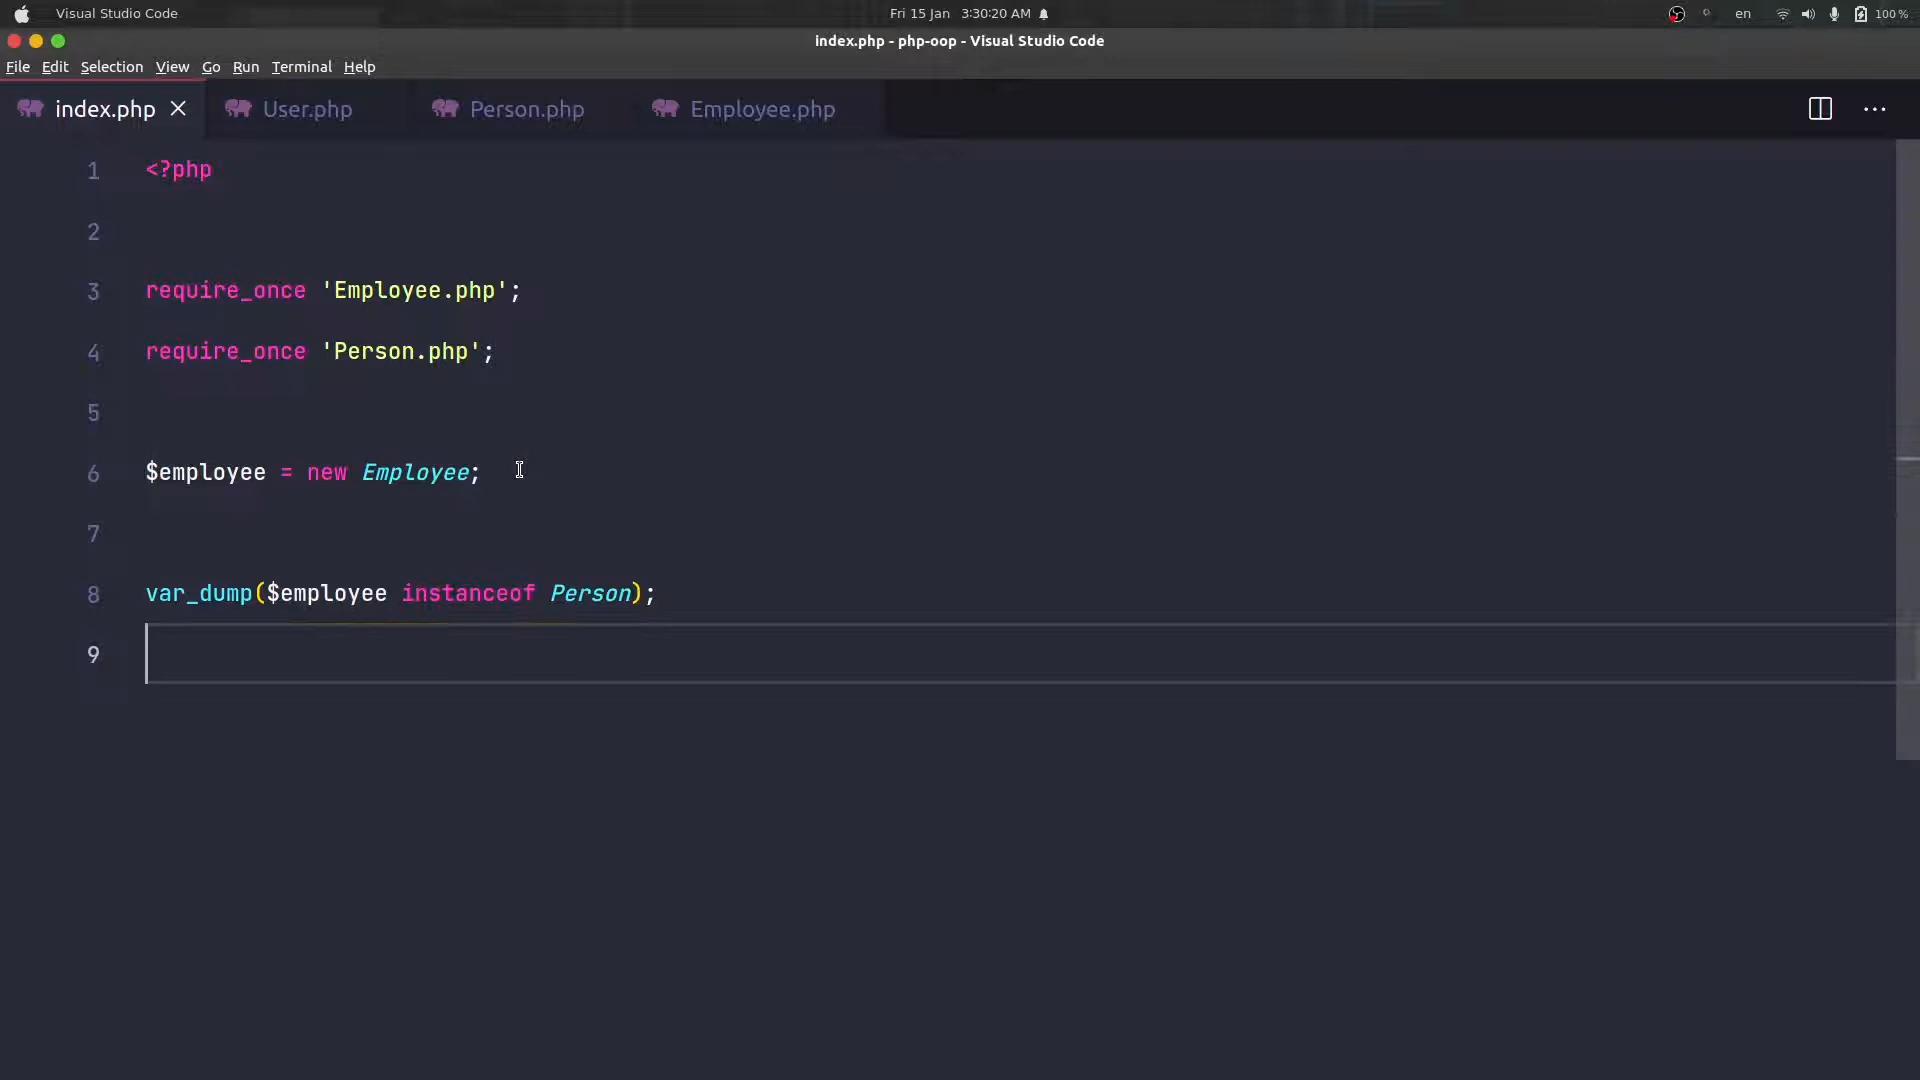 Visual Studio Code Fri 15 Jan 3:30:20 AM en 100 %
index.php - php-oop - Visual Studio Code
File Edit Selection View Go Run Terminal Help
index.php User.php Person.php Employee.php
1 <?php
2
3 require_once 'Employee.php';
4 require_once 'Person.php';
5
6 $employee = new Employee;
7
8 var_dump($employee instanceof Person);
9